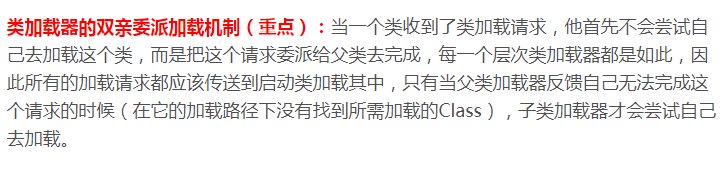 类加载器的双亲委派加载机制（重点）：当一个类收到了类加载请求，他首先不会尝试自
己去加载这个类，而是把这个请求委派给父类去完成，每一个层次类加载器都是如此，因
此所有的加载请求都应该传送到启动类加载其中，只有当父类加载器反馈自己无法完成这
个请求的时候（在它的加载路径下没有找到所需加载的Class），子类加载器才会尝试自己
去加载。